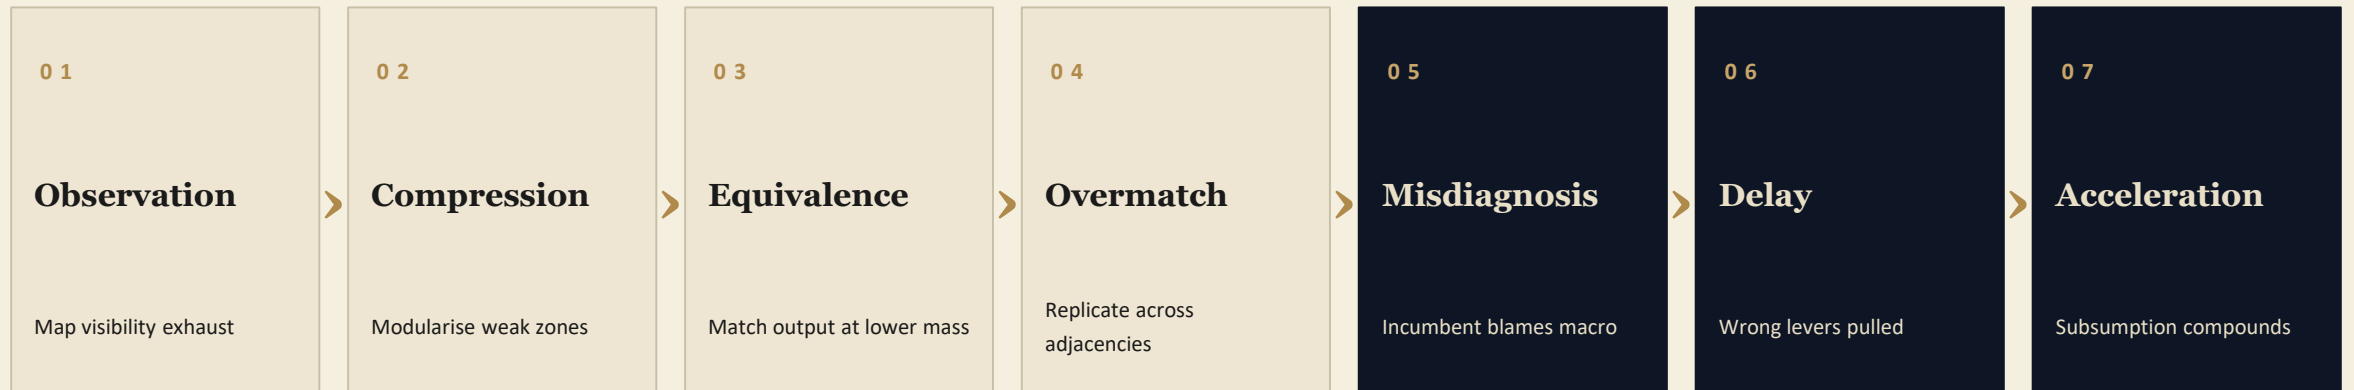 01
Observation
Map visibility exhaust
02
Compression
Modularise weak zones
03
Equivalence
Match output at lower mass
04
Overmatch
Replicate across
adjacencies
05
Misdiagnosis
Incumbent blames macro
06
Delay
Wrong levers pulled
07
Acceleration
Subsumption compounds